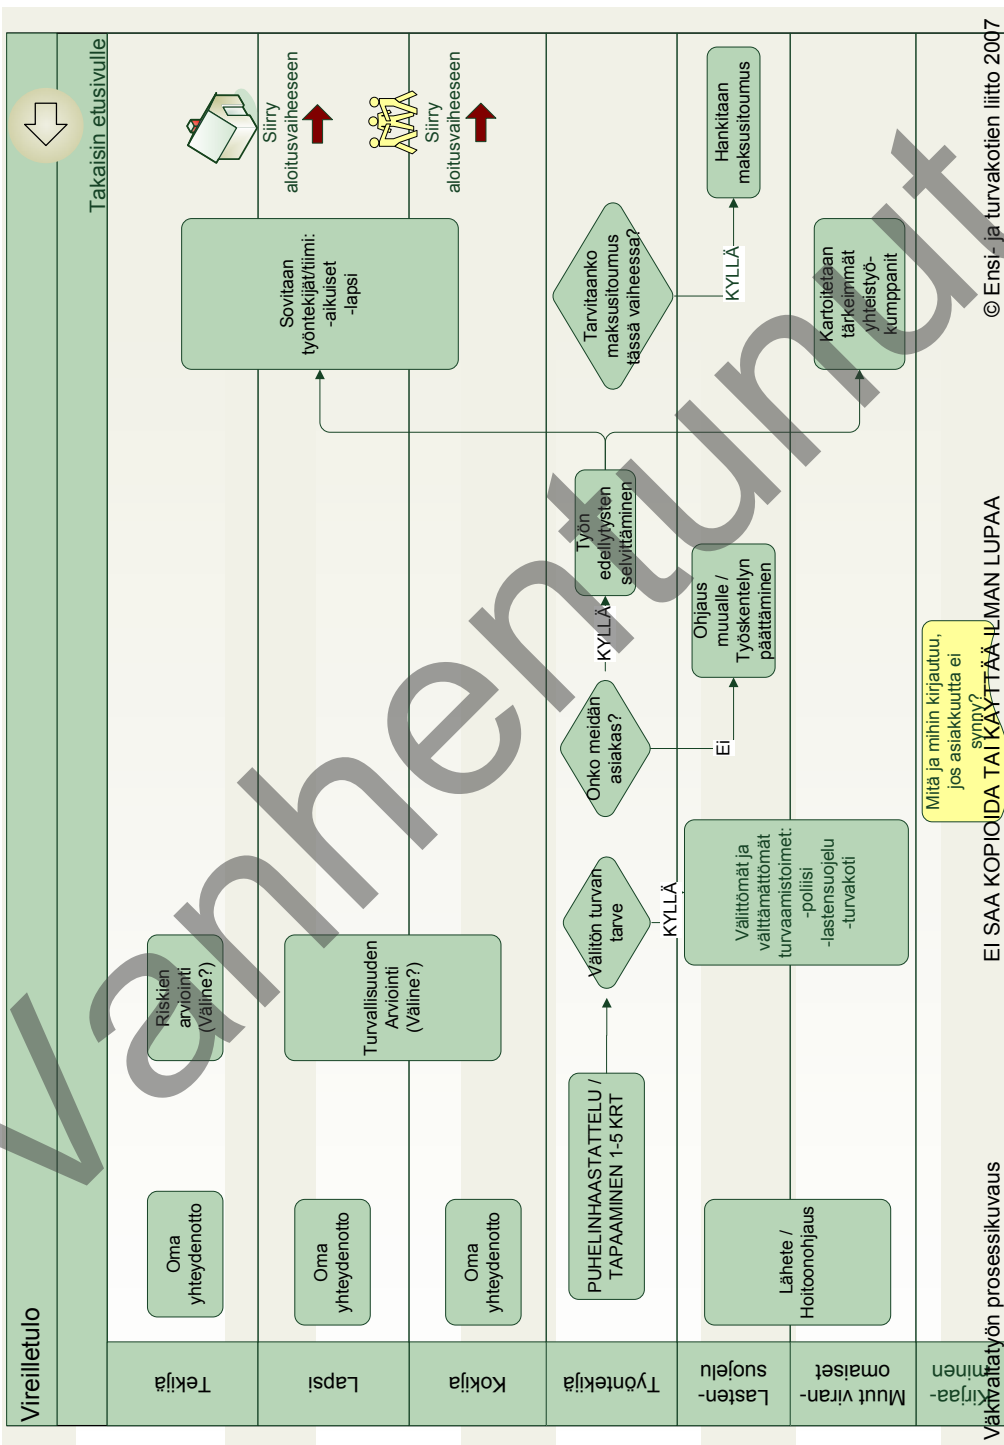 Vireilletulo
Takaisin etusivulle
Tekijä
Oma
yhteydenotto
Riskien
arviointi
(Väline?)
Siirry
aloitusvaiheeseen
Lapsi
Oma
yhteydenotto
Turvallisuuden
Arviointi
(Väline?)
Sovitaan
työntekijät/tiimi:
-aikuiset
-lapsi
Siirry
aloitusvaiheeseen
Kokija
Oma
yhteydenotto
Työntekijä
PUHELINHAASTATTELU /
TAPAAMINEN 1-5 KRT
Välitön turvan
tarve
KYLLÄ
Onko meidän
asiakas?
KYLLÄ
Ei
Työn
edellytysten
selvittäminen
Tarvitaanko
maksusitoumus
tässä vaiheessa?
KYLLÄ
Lasten-
suojelu
Lähete /
Hoitoonohjaus
Välittömät ja
välttämättömät
turvaamistoimet:
-poliisi
-lastensuojelu
-turvakoti
Ohjaus
muualle /
Työskentelyn
päättäminen
Hankitaan
maksusitoumus
Muut viran-
omaiset
Kartoitetaan
tärkeimmät
yhteistyö-
kumppanit
Kirjaa-
minen
Mitä ja mihin kirjautuu,
jos asiakkuutta ei
synny?
Väkivaltatyön prosessikuvaus
EI SAA KOPIOIDA TAI KÄYTTÄÄ ILMAN LUPAA
© Ensi- ja turvakotien liitto 2007
Vanhentunut